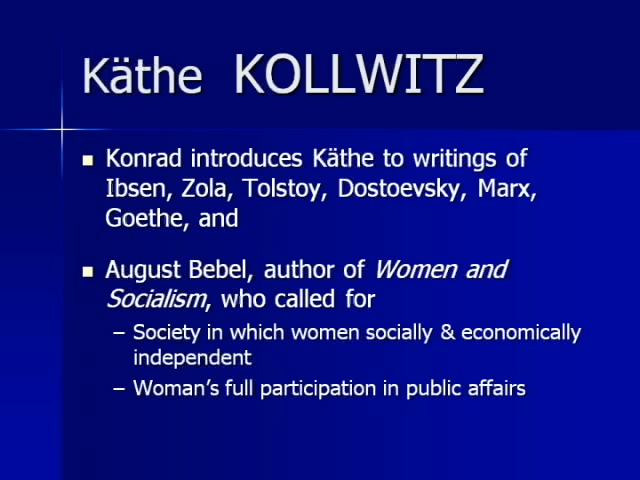 Käthe KOLLWITZ
Konrad introduces Käthe to writings of
Ibsen, Zola, Tolstoy, Dostoevsky, Marx,
Goethe, and
August Bebel, author of Women and
Socialism, who called for
– Society in which women socially & economically
independent
– Woman’s full participation in public affairs